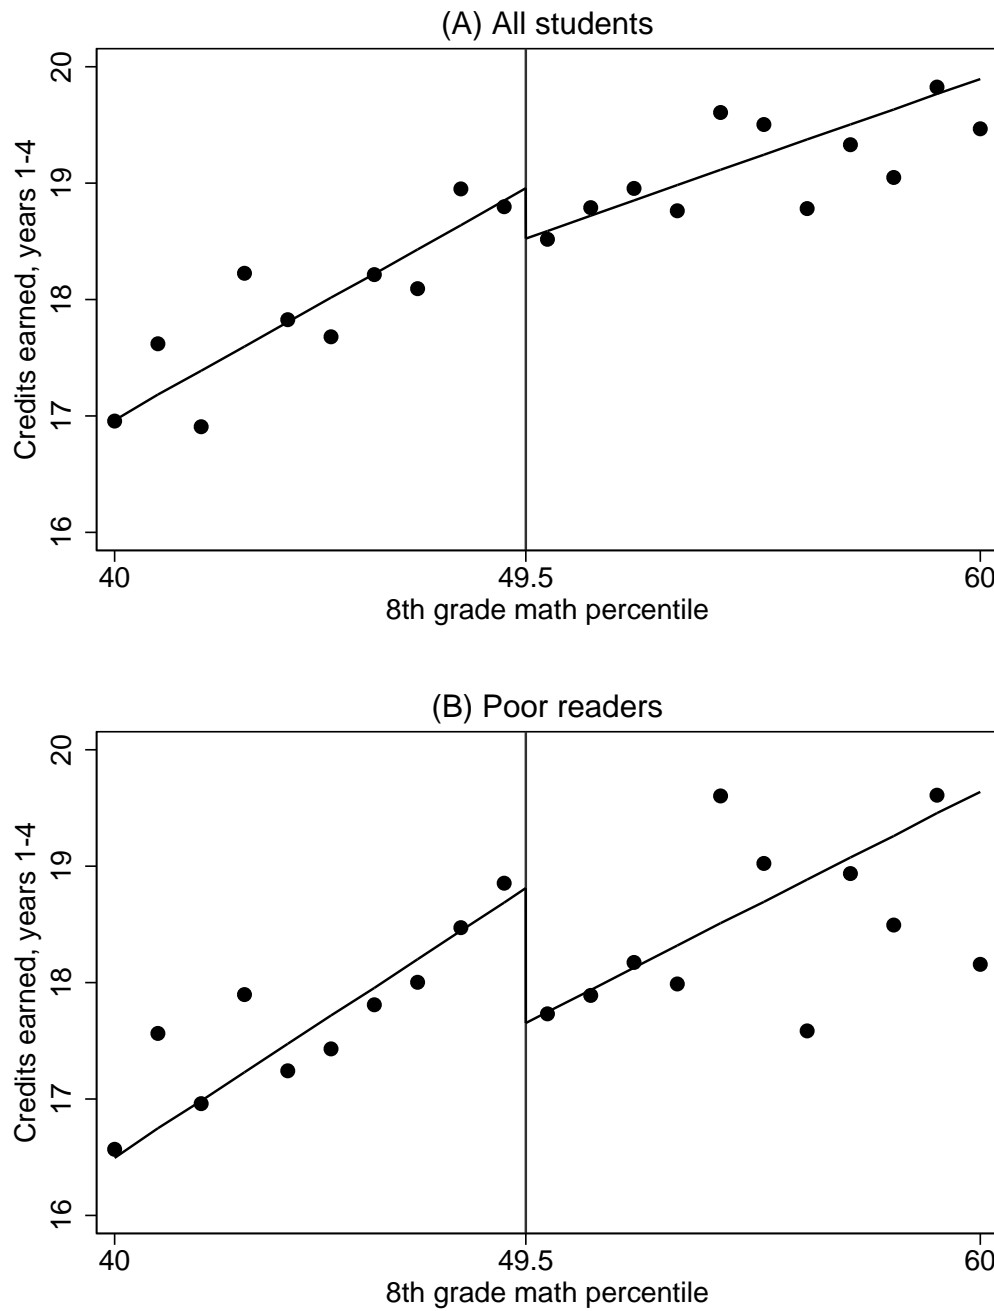 (A) All students
Credits earned, years 1-4
20
19
18
17
16
40
49.5
60
8th grade math percentile
(B) Poor readers
Credits earned, years 1-4
20
19
18
17
16
40
49.5
60
8th grade math percentile